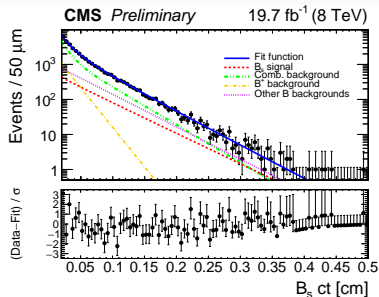 CMS Preliminary 19.7 fb⁻¹ (8 TeV)
Events / 50 μm
10³
10²
10
1
Fit function
Bₛ signal
Comb. background
B⁺ background
Other B backgrounds
(Data–Fit) / σ
3
2
1
0
−1
−2
−3
0.05 0.1 0.15 0.2 0.25 0.3 0.35 0.4 0.45 0.5
Bₛ ct [cm]